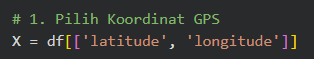 # 1. Pilih Koordinat GPS
X = df[['latitude', 'longitude']]